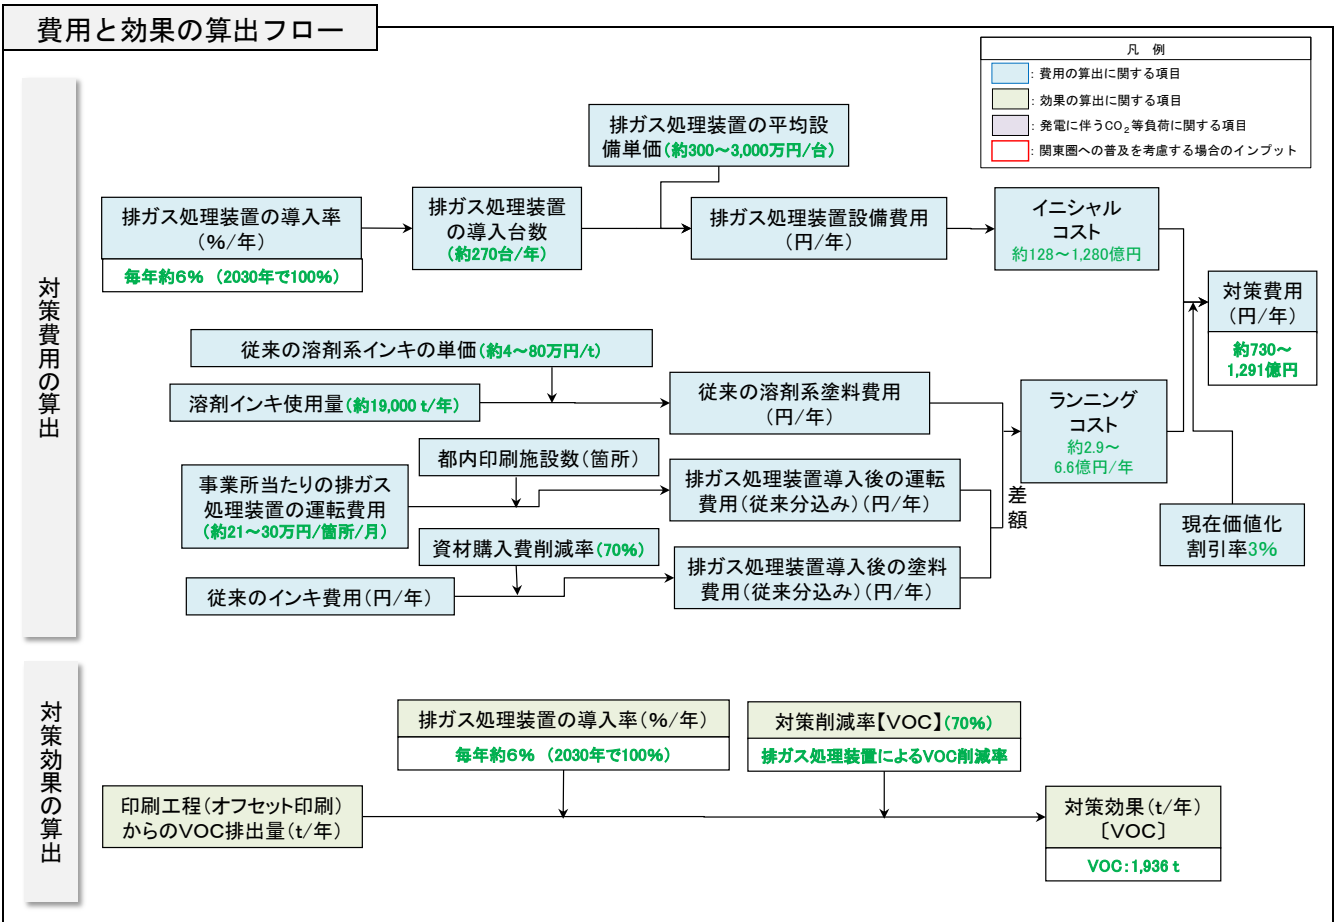 費用と効果の算出フロー
凡 例
: 費用の算出に関する項目
: 効果の算出に関する項目
: 発電に伴うCO₂等負荷に関する項目
: 関東圏への普及を考慮する場合のインプット
対策費用の算出
排ガス処理装置の平均設
備単価(約300～3,000万円/台)
排ガス処理装置の導入率
(%/年)
毎年約6% (2030年で100%)
排ガス処理装置
の導入台数
(約270台/年)
排ガス処理装置設備費用
(円/年)
イニシャル
コスト
約128～1,280億円
対策費用
(円/年)
約730～
1,291億円
従来の溶剤系インキの単価(約4～80万円/t)
溶剤インキ使用量(約19,000 t/年)
従来の溶剤系塗料費用
(円/年)
ランニング
コスト
約2.9～
6.6億円/年
都内印刷施設数(箇所)
事業所当たりの排ガス
処理装置の運転費用
(約21～30万円/箇所/月)
排ガス処理装置導入後の運転
費用(従来分込み)(円/年)
差額
資材購入費削減率(70%)
従来のインキ費用(円/年)
排ガス処理装置導入後の塗料
費用(従来分込み)(円/年)
現在価値化
割引率3%
対策効果の算出
排ガス処理装置の導入率(%/年)
毎年約6% (2030年で100%)
対策削減率【VOC】(70%)
排ガス処理装置によるVOC削減率
印刷工程(オフセット印刷)
からのVOC排出量(t/年)
対策効果(t/年)
〔VOC〕
VOC:1,936 t